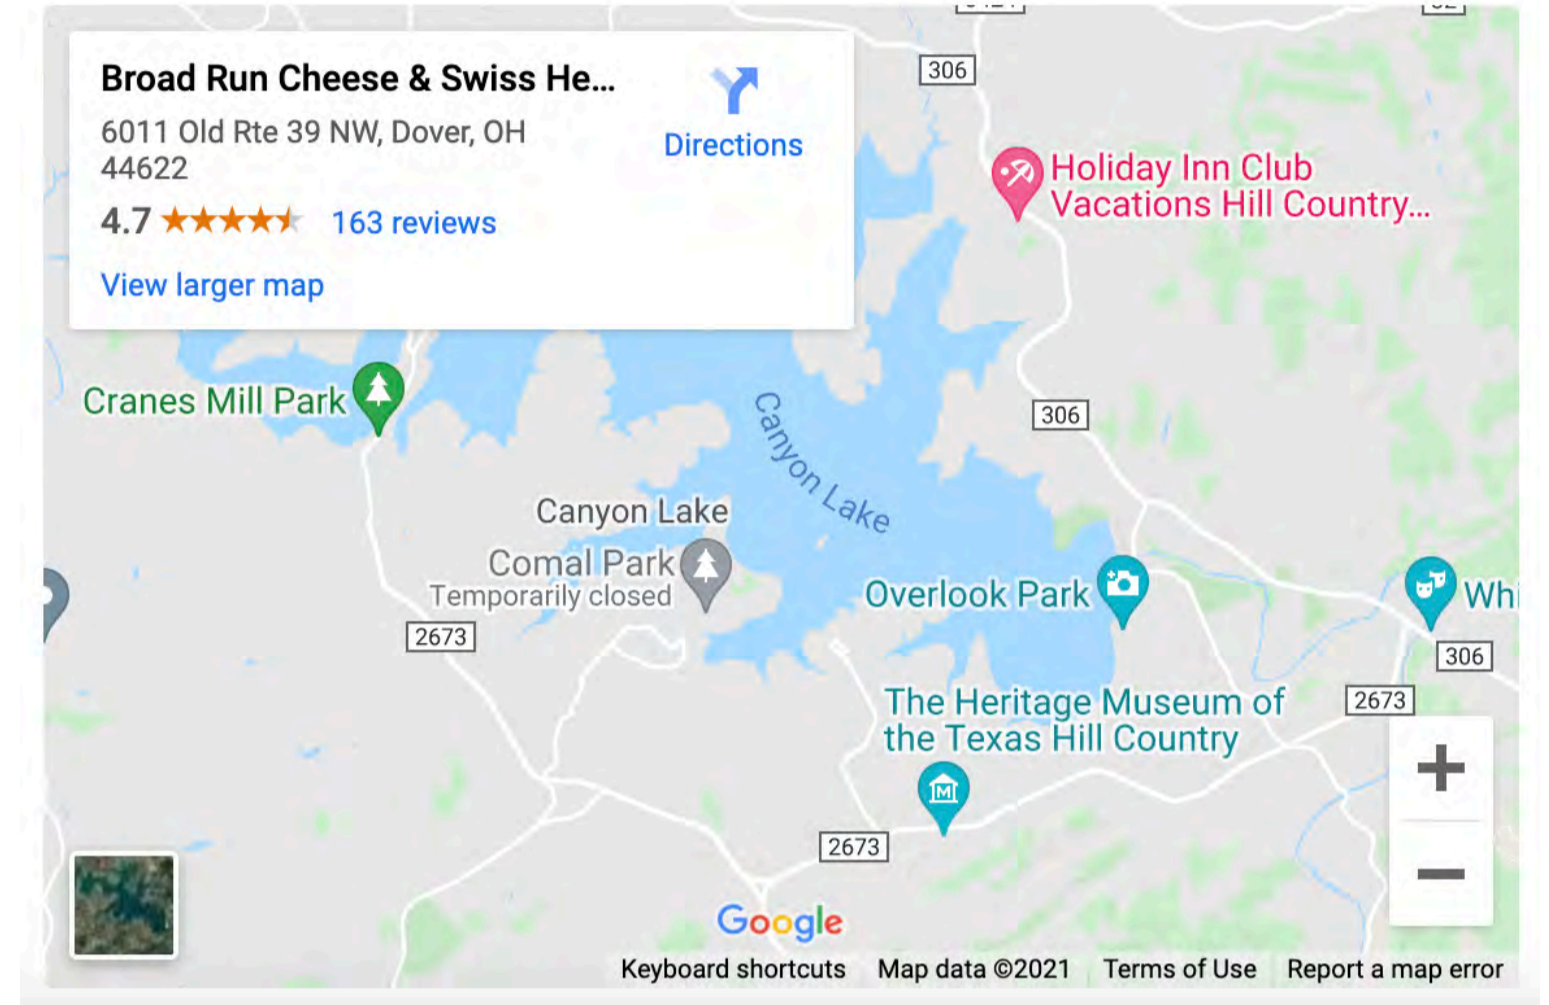 306
Broad Run Cheese & Swiss He...
6011 Old Rte 39 NW, Dover, OH
44622
Directions
4.7
163 reviews
View larger map
Holiday Inn Club
Vacations Hill Country...
Cranes Mill Park
306
Canyon Lake
Canyon Lake
Comal Park
Temporarily closed
Overlook Park
Whi
2673
306
2673
The Heritage Museum of
the Texas Hill Country
2673
Google
Keyboard shortcuts
Map data ©2021
Terms of Use
Report a map error